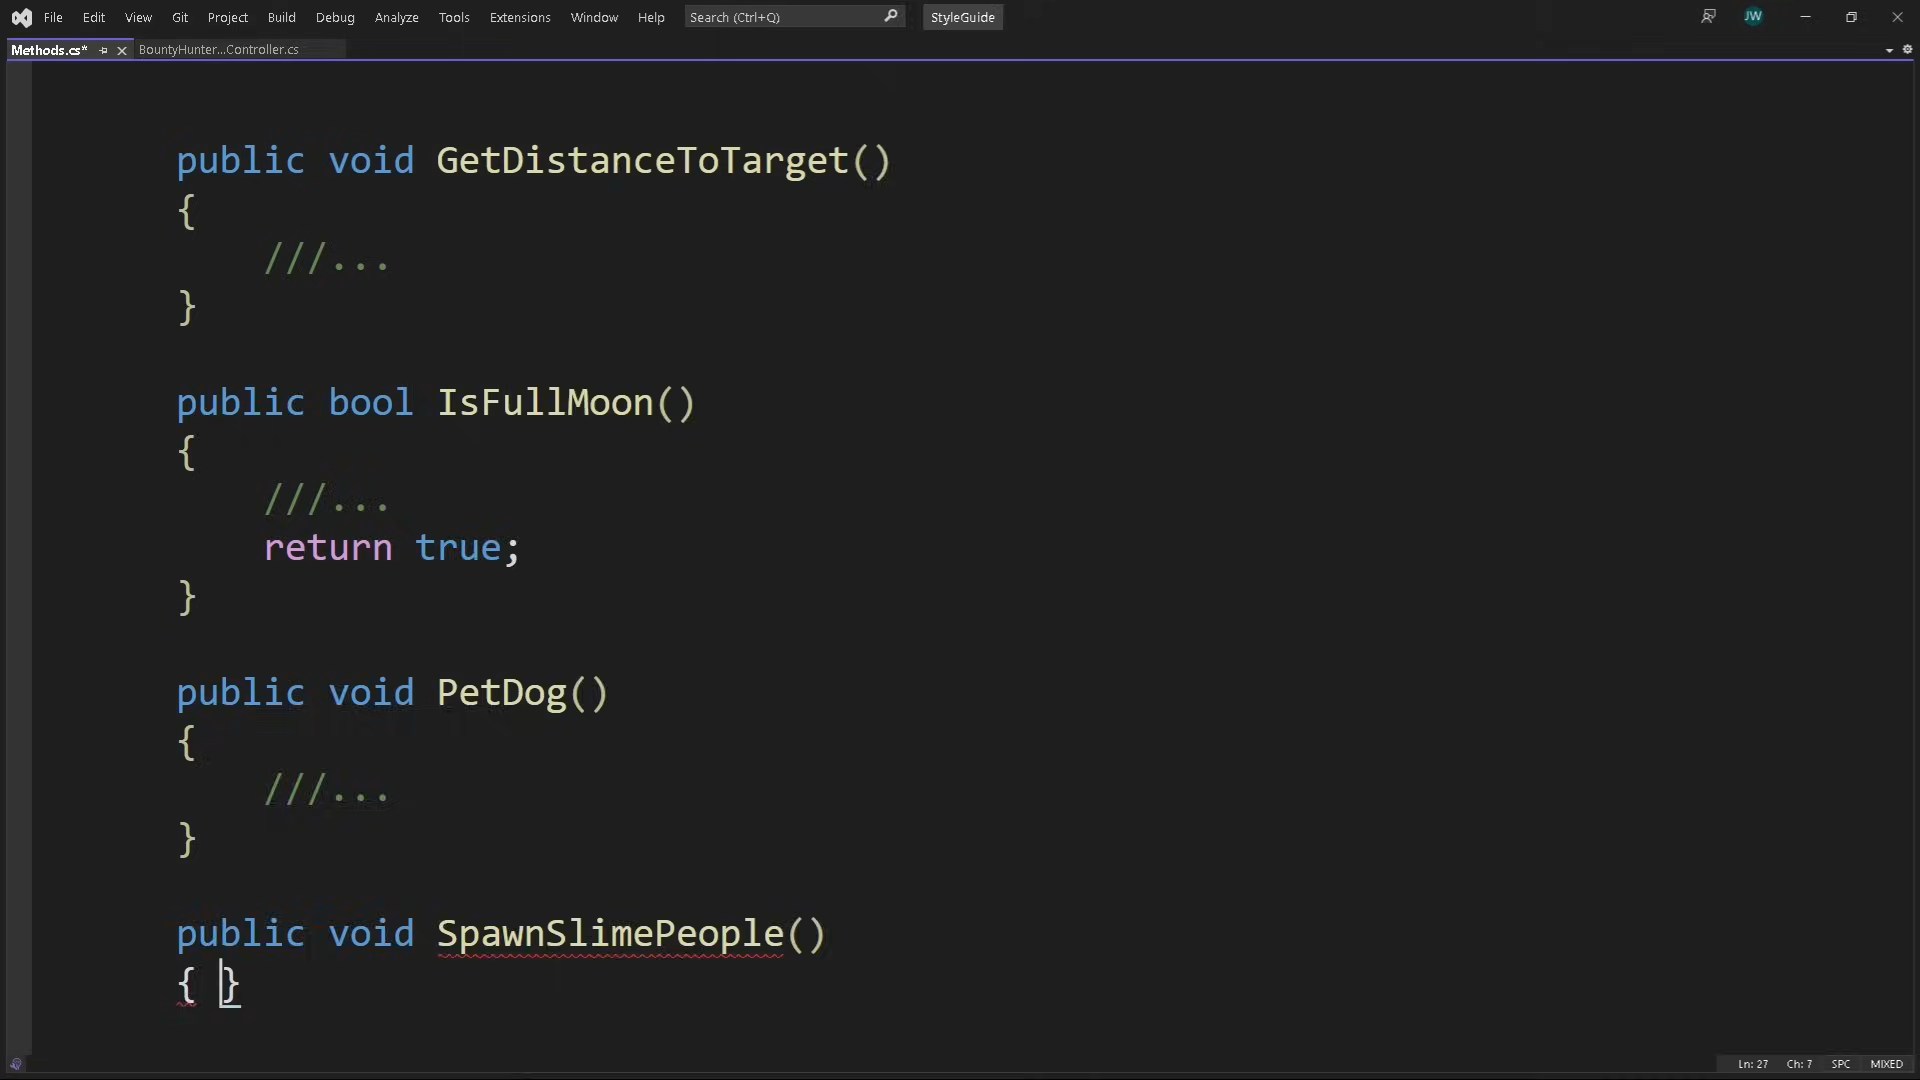 File Edit View Git Project Build Debug Analyze Tools Extensions Window Help Search (Ctrl+Q) StyleGuide JW
Methods.cs* BountyHunter...Controller.cs
public void GetDistanceToTarget()
{
///...
}
public bool IsFullMoon()
{
///...
return true;
}
public void PetDog()
{
///...
}
public void SpawnSlimePeople()
{ }
Ln: 27 Ch: 7 SPC MIXED